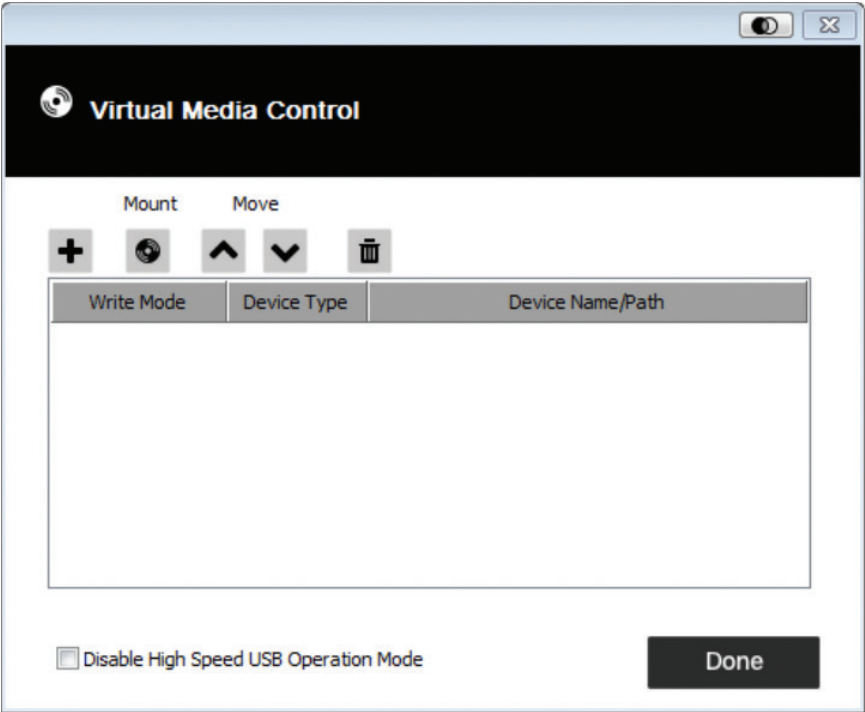 Virtual Media Control
Mount Move
Write Mode Device Type Device Name/Path
Disable High Speed USB Operation Mode
Done